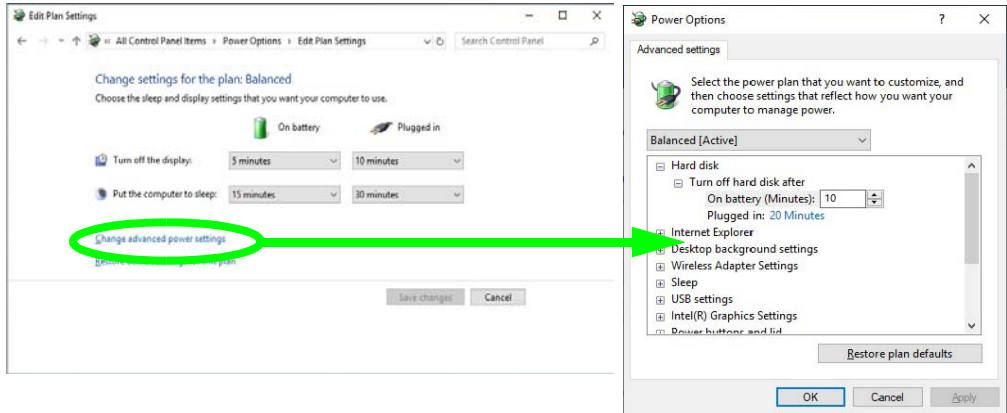 Edit Plan Settings
« All Control Panel Items › Power Options › Edit Plan Settings
Search Control Panel
Change settings for the plan: Balanced
Choose the sleep and display settings that you want your computer to use.
On battery
Plugged in
Turn off the display:
5 minutes
10 minutes
Put the computer to sleep:
15 minutes
30 minutes
Change advanced power settings
plan
Save changes
Cancel
Power Options
? 
Advanced settings
Select the power plan that you want to customize, and
then choose settings that reflect how you want your
computer to manage power.
Balanced [Active]
Hard disk
Turn off hard disk after
On battery (Minutes): 10
Plugged in: 20 Minutes
Internet Explorer
Desktop background settings
Wireless Adapter Settings
Sleep
USB settings
Intel(R) Graphics Settings
Power buttons and lid
Restore plan defaults
OK
Cancel
Apply